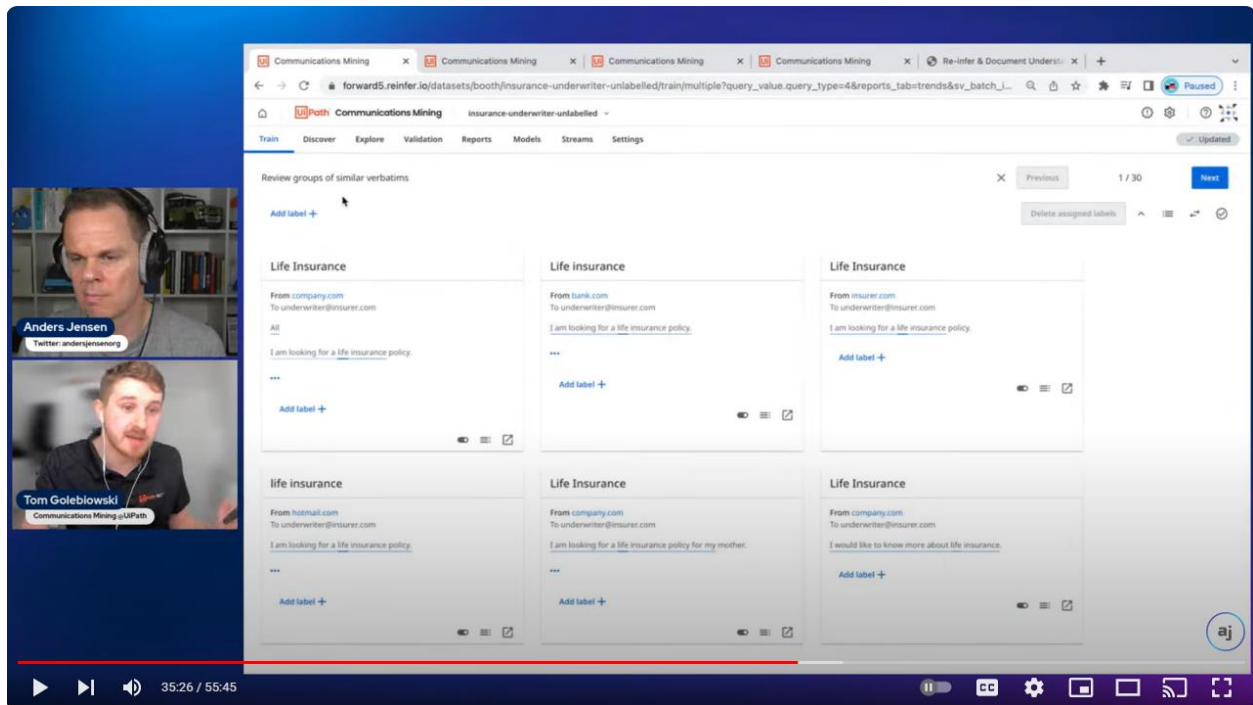 Communications Mining
Communications Mining
Communications Mining
Communications Mining
Re-infer & Document Underst
forward5.reinfer.io/datasets/booth/insurance-underwriter-unlabelled/train/multiple?query_value.query_type=4&reports_tab=trends&sv_batch_i...
Paused
UiPath Communications Mining insurance-underwriter-unlabelled
Train Discover Explore Validation Reports Models Streams Settings
Updated
Review groups of similar verbatims
Previous 1 / 30 Next
Add label +
Delete assigned labels
Life Insurance
From company.com
To underwriter@insurer.com
All
I am looking for a life insurance policy.
...
Add label +
Life insurance
From bank.com
To underwriter@insurer.com
I am looking for a life insurance policy.
...
Add label +
Life Insurance
From insurer.com
To underwriter@insurer.com
I am looking for a life insurance policy.
Add label +
life insurance
From hotmail.com
To underwriter@insurer.com
I am looking for a life insurance policy.
...
Add label +
Life Insurance
From company.com
To underwriter@insurer.com
I am looking for a life insurance policy for my mother.
...
Add label +
Life Insurance
From company.com
To underwriter@insurer.com
I would like to know more about life insurance.
Add label +
Anders Jensen
Twitter: andersjensenorg
Tom Golebiowski
Communications Mining @UiPath
aj
35:26 / 55:45
CC